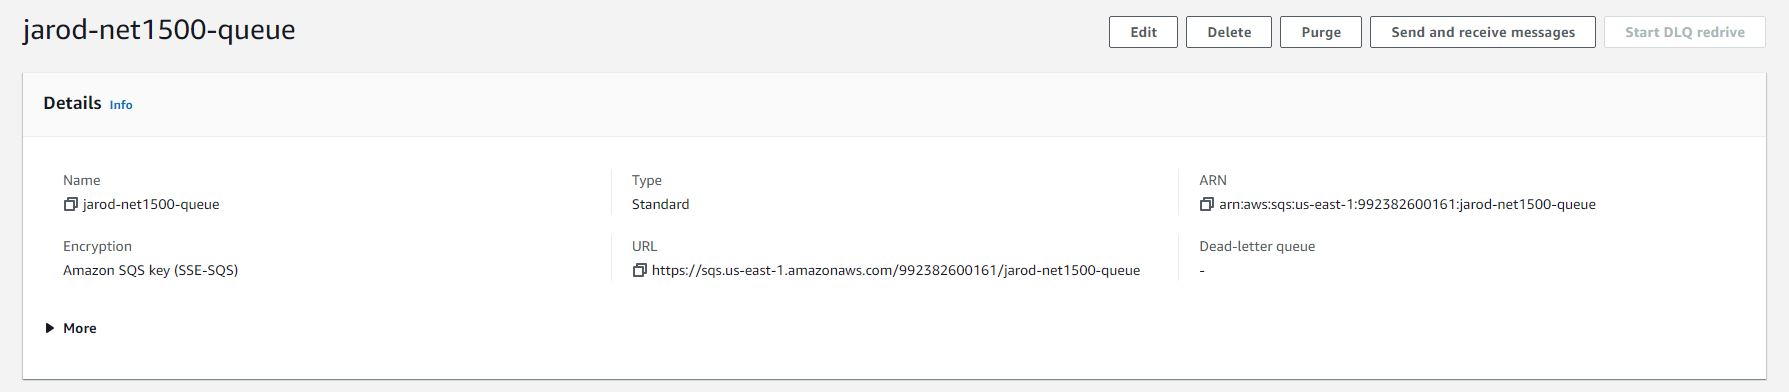 jarod-net1500-queue
Edit
Delete
Purge
Send and receive messages
Start DLQ redrive
Details Info
Name
jarod-net1500-queue
Type
Standard
ARN
arn:aws:sqs:us-east-1:992382600161:jarod-net1500-queue
Encryption
Amazon SQS key (SSE-SQS)
URL
https://sqs.us-east-1.amazonaws.com/992382600161/jarod-net1500-queue
Dead-letter queue
-
More